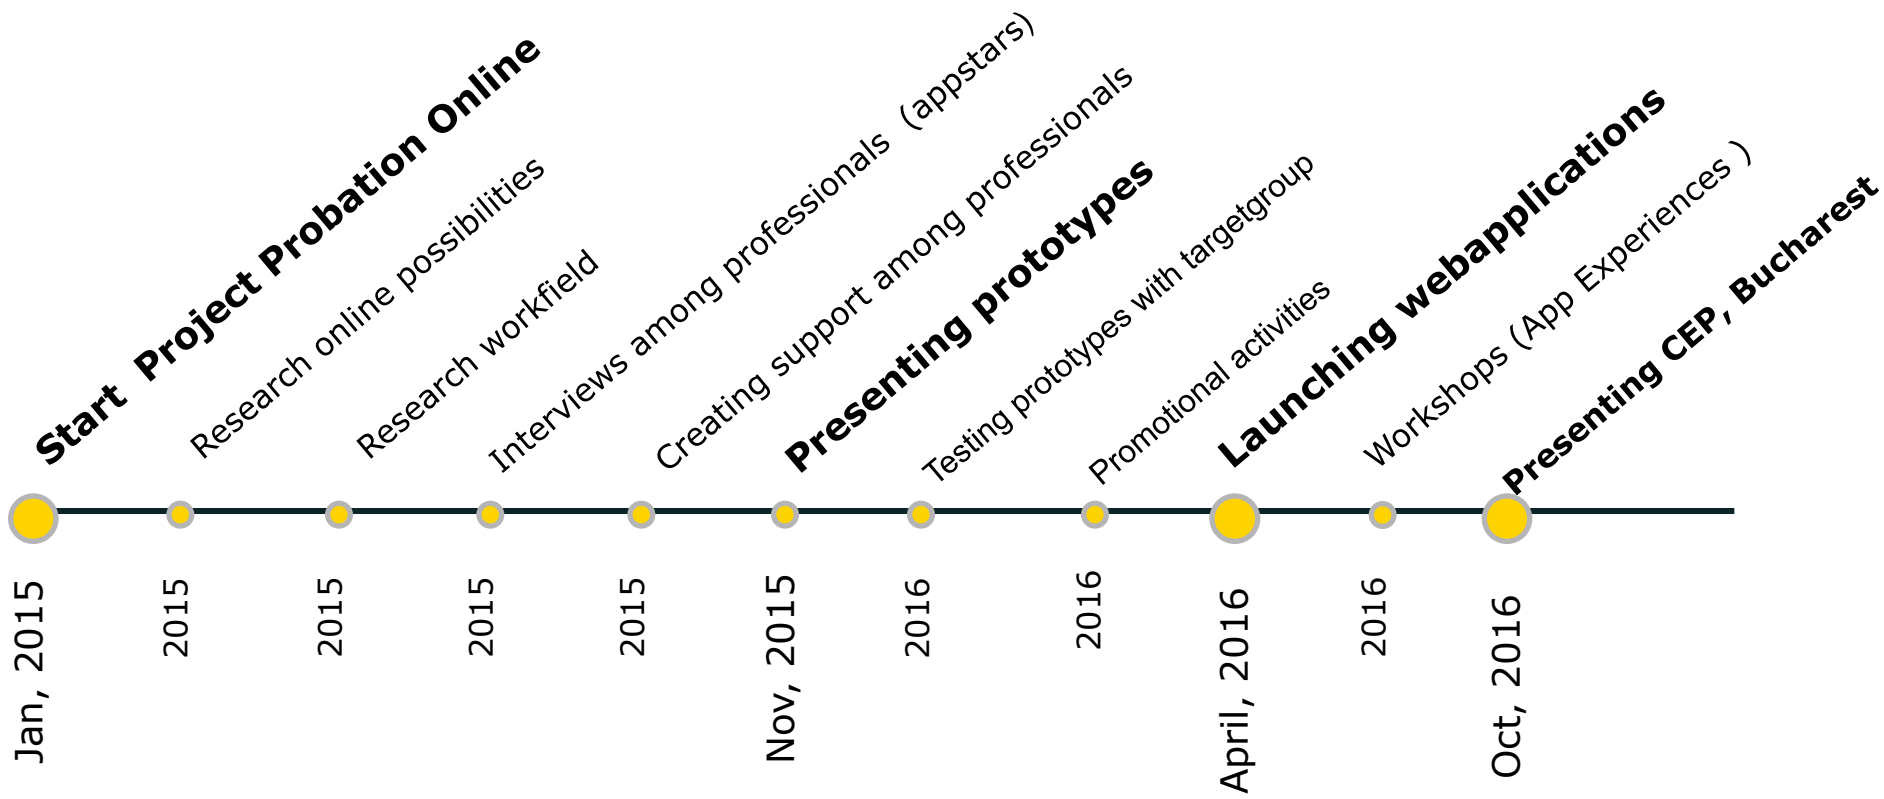 Start Project Probation Online
Research online possibilities
Research workfield
Interviews among professionals (appstars)
Creating support among professionals
Presenting prototypes
Testing prototypes with targetgroup
Promotional activities
Launching webapplications
Workshops (App Experiences )
Presenting CEP, Bucharest
Jan, 2015
2015
2015
2015
2015
Nov, 2015
2016
2016
April, 2016
2016
Oct, 2016